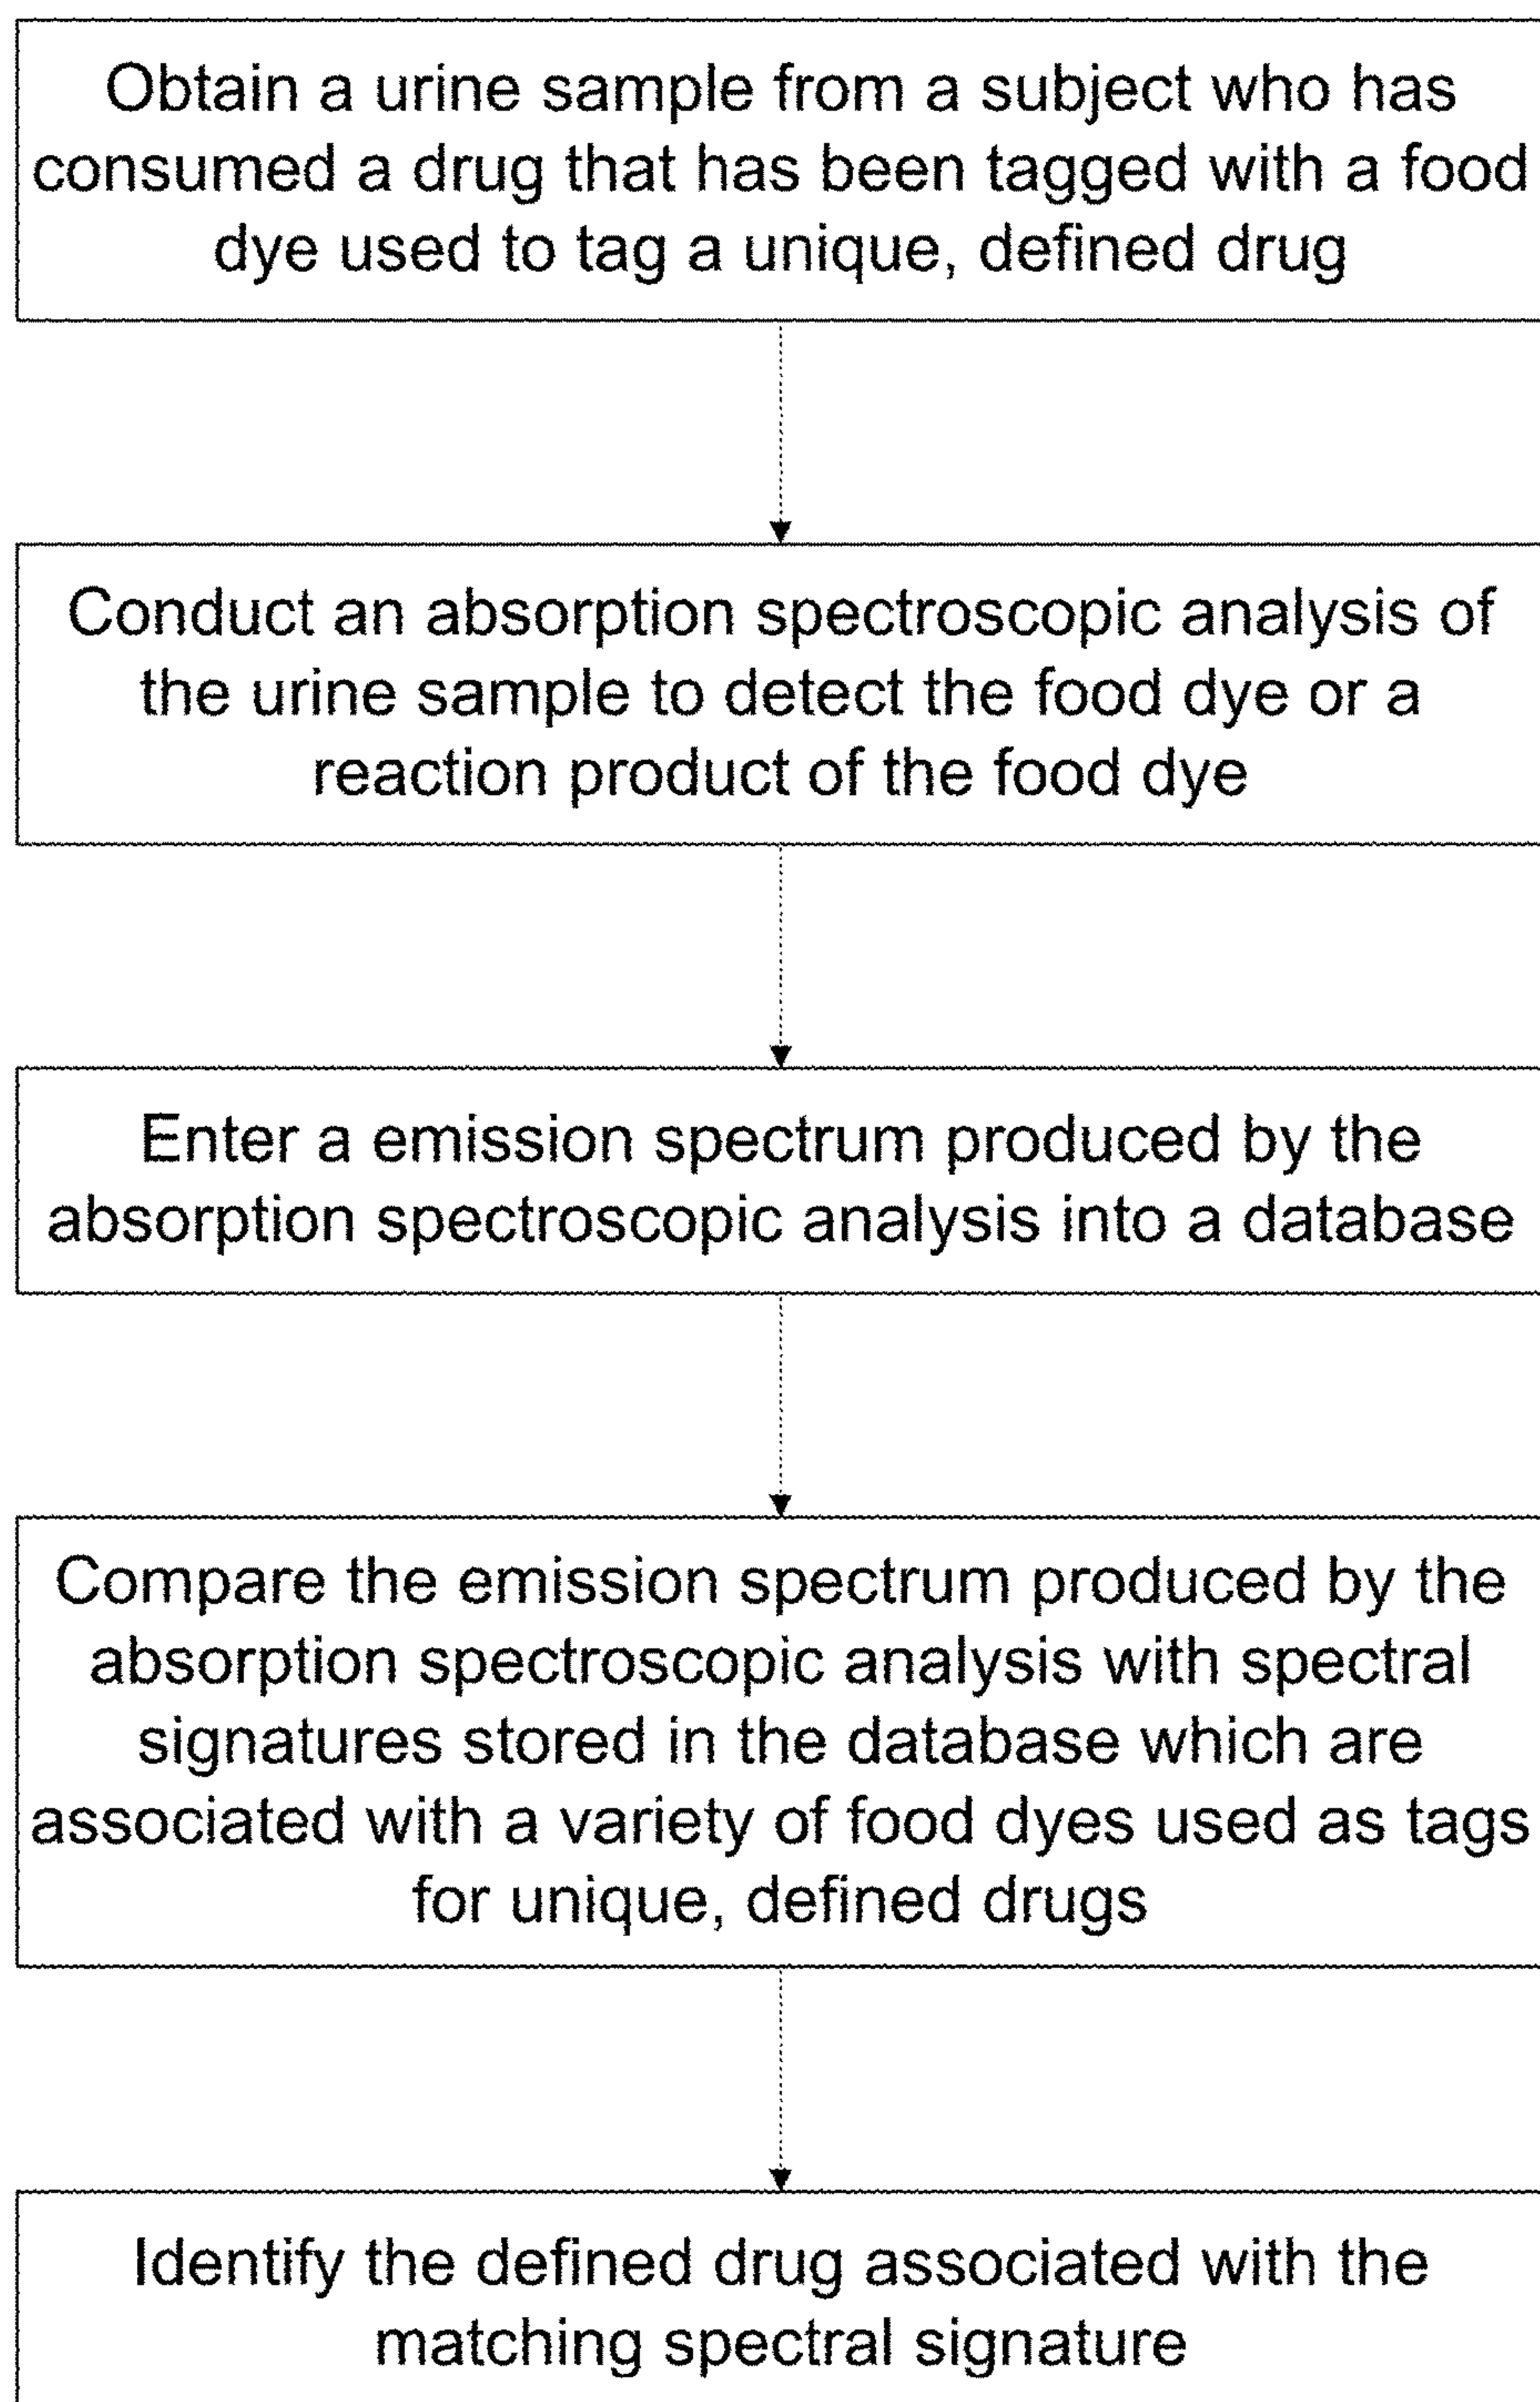 Obtain a urine sample from a subject who has
consumed a drug that has been tagged with a food
dye used to tag a unique, defined drug
Conduct an absorption spectroscopic analysis of
the urine sample to detect the food dye or a
reaction product of the food dye
Enter a emission spectrum produced by the
absorption spectroscopic analysis into a database
Compare the emission spectrum produced by the
absorption spectroscopic analysis with spectral
signatures stored in the database which are
associated with a variety of food dyes used as tags
for unique, defined drugs
Identify the defined drug associated with the
matching spectral signature